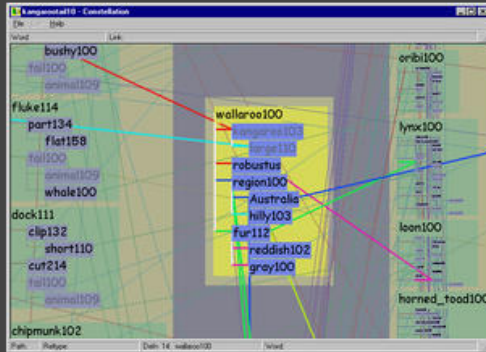 kangarootail10 - Constellation
File Help
Word: Link:
bushy100
tail100
animal109
fluke114
part134
flat158
tail100
animal109
whale100
dock111
clip132
short110
cut214
tail100
animal109
chipmunk102
wallaroo100
kangaroo103
large110
robustus
region100
Australia
hilly103
fur112
reddish102
gray100
oribi100
lynx100
loon100
horned_toad100
Path: Reltype: Defn: 14, wallaroo100 Word: